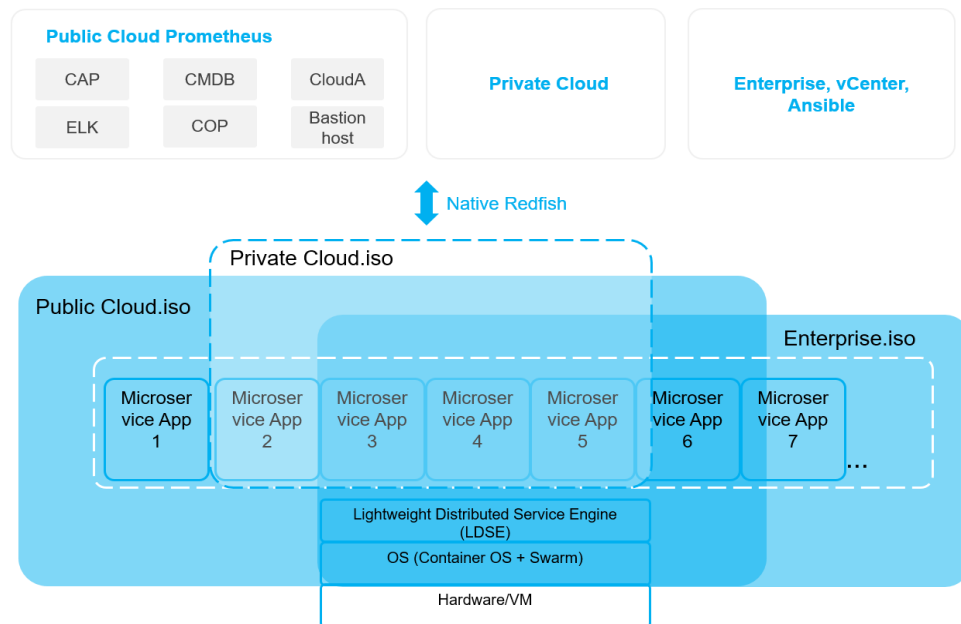 Public Cloud Prometheus
CAP
CMDB
CloudA
ELK
COP
Bastion
host
Private Cloud
Enterprise, vCenter,
Ansible
Native Redfish
Private Cloud.iso
Public Cloud.iso
Enterprise.iso
Microser
vice App
1
Microser
vice App
2
Microser
vice App
3
Microser
vice App
4
Microser
vice App
5
Microser
vice App
6
Microser
vice App
7
...
Lightweight Distributed Service Engine
(LDSE)
OS (Container OS + Swarm)
Hardware/VM